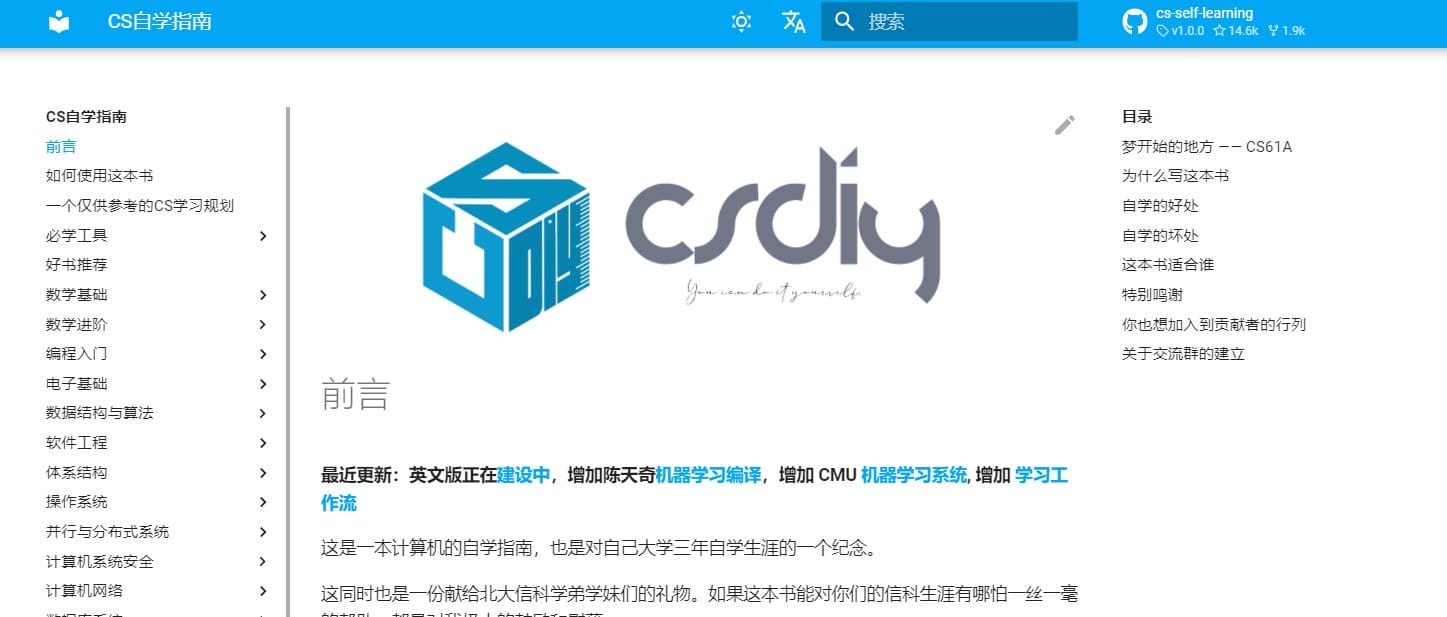 CS自学指南
搜索
cs-self-learning
v1.0.0 14.6k 1.9k
CS自学指南
前言
如何使用这本书
一个仅供参考的CS学习规划
必学工具
好书推荐
数学基础
数学进阶
编程入门
电子基础
数据结构与算法
软件工程
体系结构
操作系统
并行与分布式系统
计算机系统安全
计算机网络
CS DIY
csdiy
You can do it yourself.
前言
最近更新：英文版正在建设中，增加陈天奇机器学习编译，增加 CMU 机器学习系统, 增加 学习工
作流
这是一本计算机的自学指南，也是对自己大学三年自学生涯的一个纪念。
这同时也是一份献给北大信科学弟学妹们的礼物。如果这本书能对你们的信科生涯有哪怕一丝一毫
目录
梦开始的地方 —— CS61A
为什么写这本书
自学的好处
自学的坏处
这本书适合谁
特别鸣谢
你也想加入到贡献者的行列
关于交流群的建立